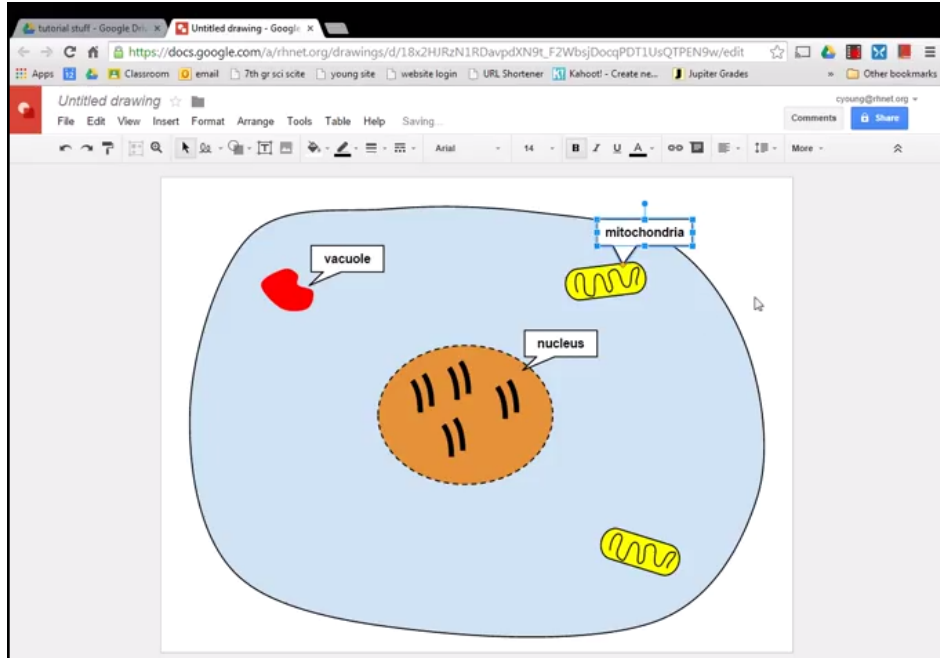 tutorial stuff - Google Dri
Untitled drawing - Google
https://docs.google.com/a/rhnet.org/drawings/d/18x2HJRzN1RDavpdXN9t_F2WbsjDocqPDT1UsQTPEN9w/edit
Apps 12 Classroom email 7th gr sci scite young site website login URL Shortener K! Kahoot! - Create ne... J Jupiter Grades » Other bookmarks
Untitled drawing
cyoung@rhnet.org
File Edit View Insert Format Arrange Tools Table Help Saving...
Comments Share
Arial 14 B I U A More
mitochondria
vacuole
nucleus